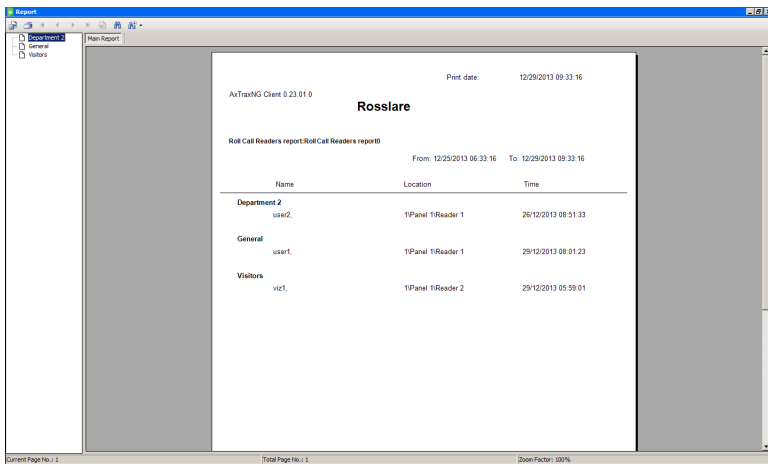 Report
Department 2
General
Visitors
Main Report
Print date: 12/29/2013 09:33:16
AxTraxNG Client 0.23.01.0
Rosslare
Roll Call Readers report:Roll Call Readers report0
From: 12/25/2013 06:33:16 To: 12/29/2013 09:33:16
Name Location Time
Department 2
user2, 1\Panel 1\Reader 1 26/12/2013 08:51:33
General
user1, 1\Panel 1\Reader 1 29/12/2013 08:01:23
Visitors
viz1, 1\Panel 1\Reader 2 29/12/2013 05:59:01
Current Page No.: 1 Total Page No.: 1 Zoom Factor: 100%